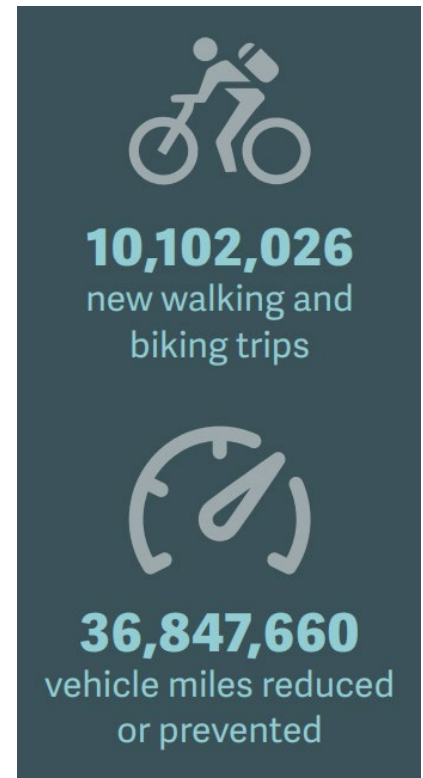 10,102,026
new walking and
biking trips
36,847,660
vehicle miles reduced
or prevented